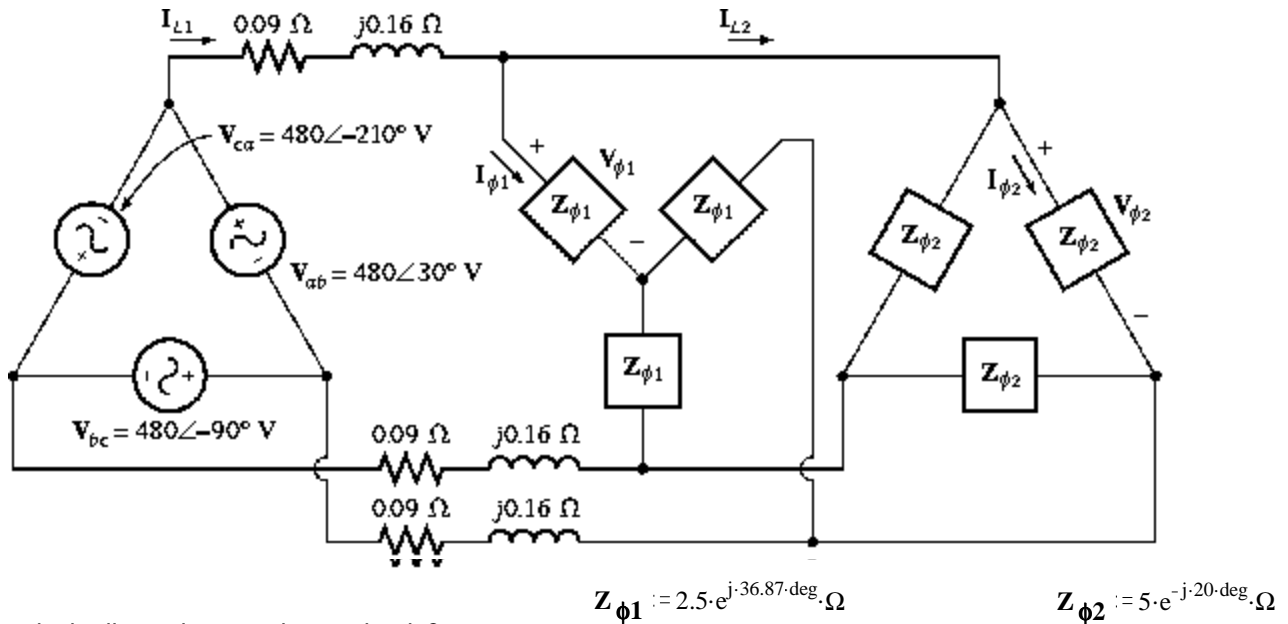 I_L1 0.09 Ω j0.16 Ω I_L2
V_ca = 480∠–210° V
+ V_ϕ1
I_ϕ1 Z_ϕ1 Z_ϕ1
–
+
I_ϕ2 V_ϕ2
Z_ϕ2 Z_ϕ2
–
V_ab = 480∠30° V
Z_ϕ1 Z_ϕ2
V_bc = 480∠–90° V
0.09 Ω j0.16 Ω
0.09 Ω j0.16 Ω
Z_ϕ1 := 2.5·e^j·36.87·deg·Ω Z_ϕ2 := 5·e^-j·20·deg·Ω